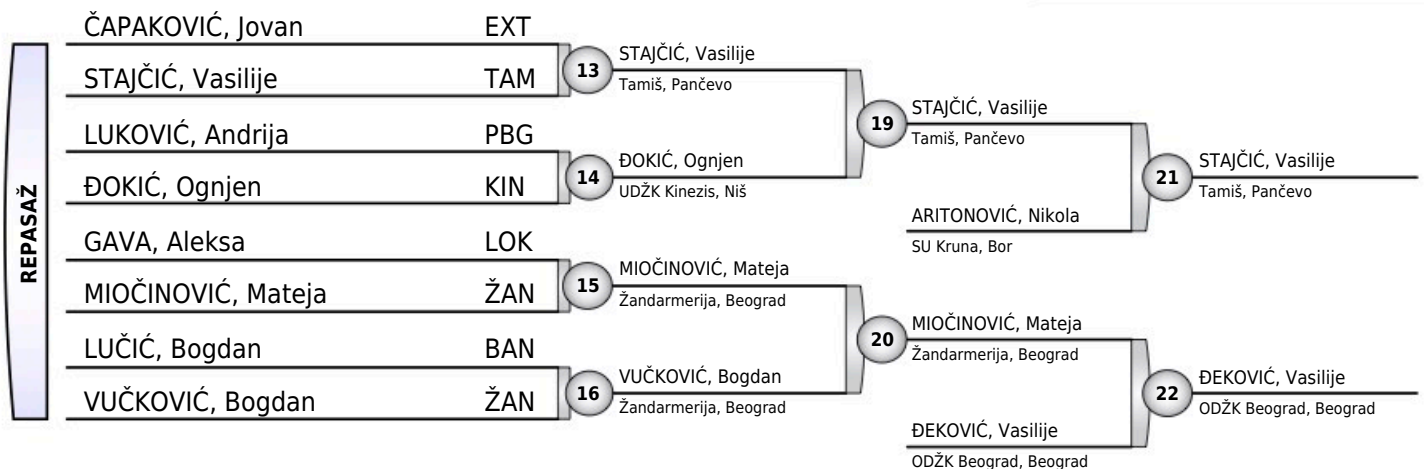 REPASAŽ
ČAPAKOVIĆ, Jovan EXT
STAJČIĆ, Vasilije TAM
LUKOVIĆ, Andrija PBG
ĐOKIĆ, Ognjen KIN
GAVA, Aleksa LOK
MIOČINOVIĆ, Mateja ŽAN
LUČIĆ, Bogdan BAN
VUČKOVIĆ, Bogdan ŽAN
13
STAJČIĆ, Vasilije
Tamiš, Pančevo
14
ĐOKIĆ, Ognjen
UDŽK Kinezis, Niš
15
MIOČINOVIĆ, Mateja
Žandarmerija, Beograd
16
VUČKOVIĆ, Bogdan
Žandarmerija, Beograd
19
STAJČIĆ, Vasilije
Tamiš, Pančevo
ARITONOVIĆ, Nikola
SU Kruna, Bor
20
MIOČINOVIĆ, Mateja
Žandarmerija, Beograd
ĐEKOVIĆ, Vasilije
ODŽK Beograd, Beograd
21
STAJČIĆ, Vasilije
Tamiš, Pančevo
22
ĐEKOVIĆ, Vasilije
ODŽK Beograd, Beograd